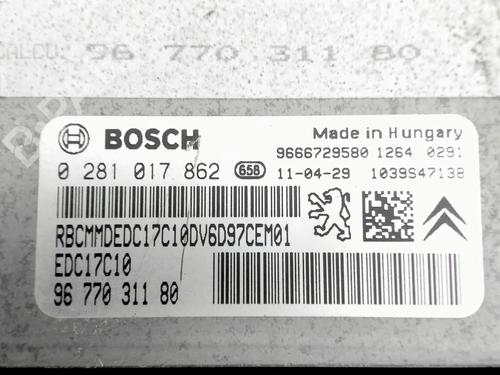 CALCU: 96 770 311 80
BOSCH
Made in Hungary
9666729580 1264 0291
0 281 017 862 658
11-04-29 1039S47138
RBCMMDEDC17C10DV6D97CEM01
EDC17C10
96 770 311 80